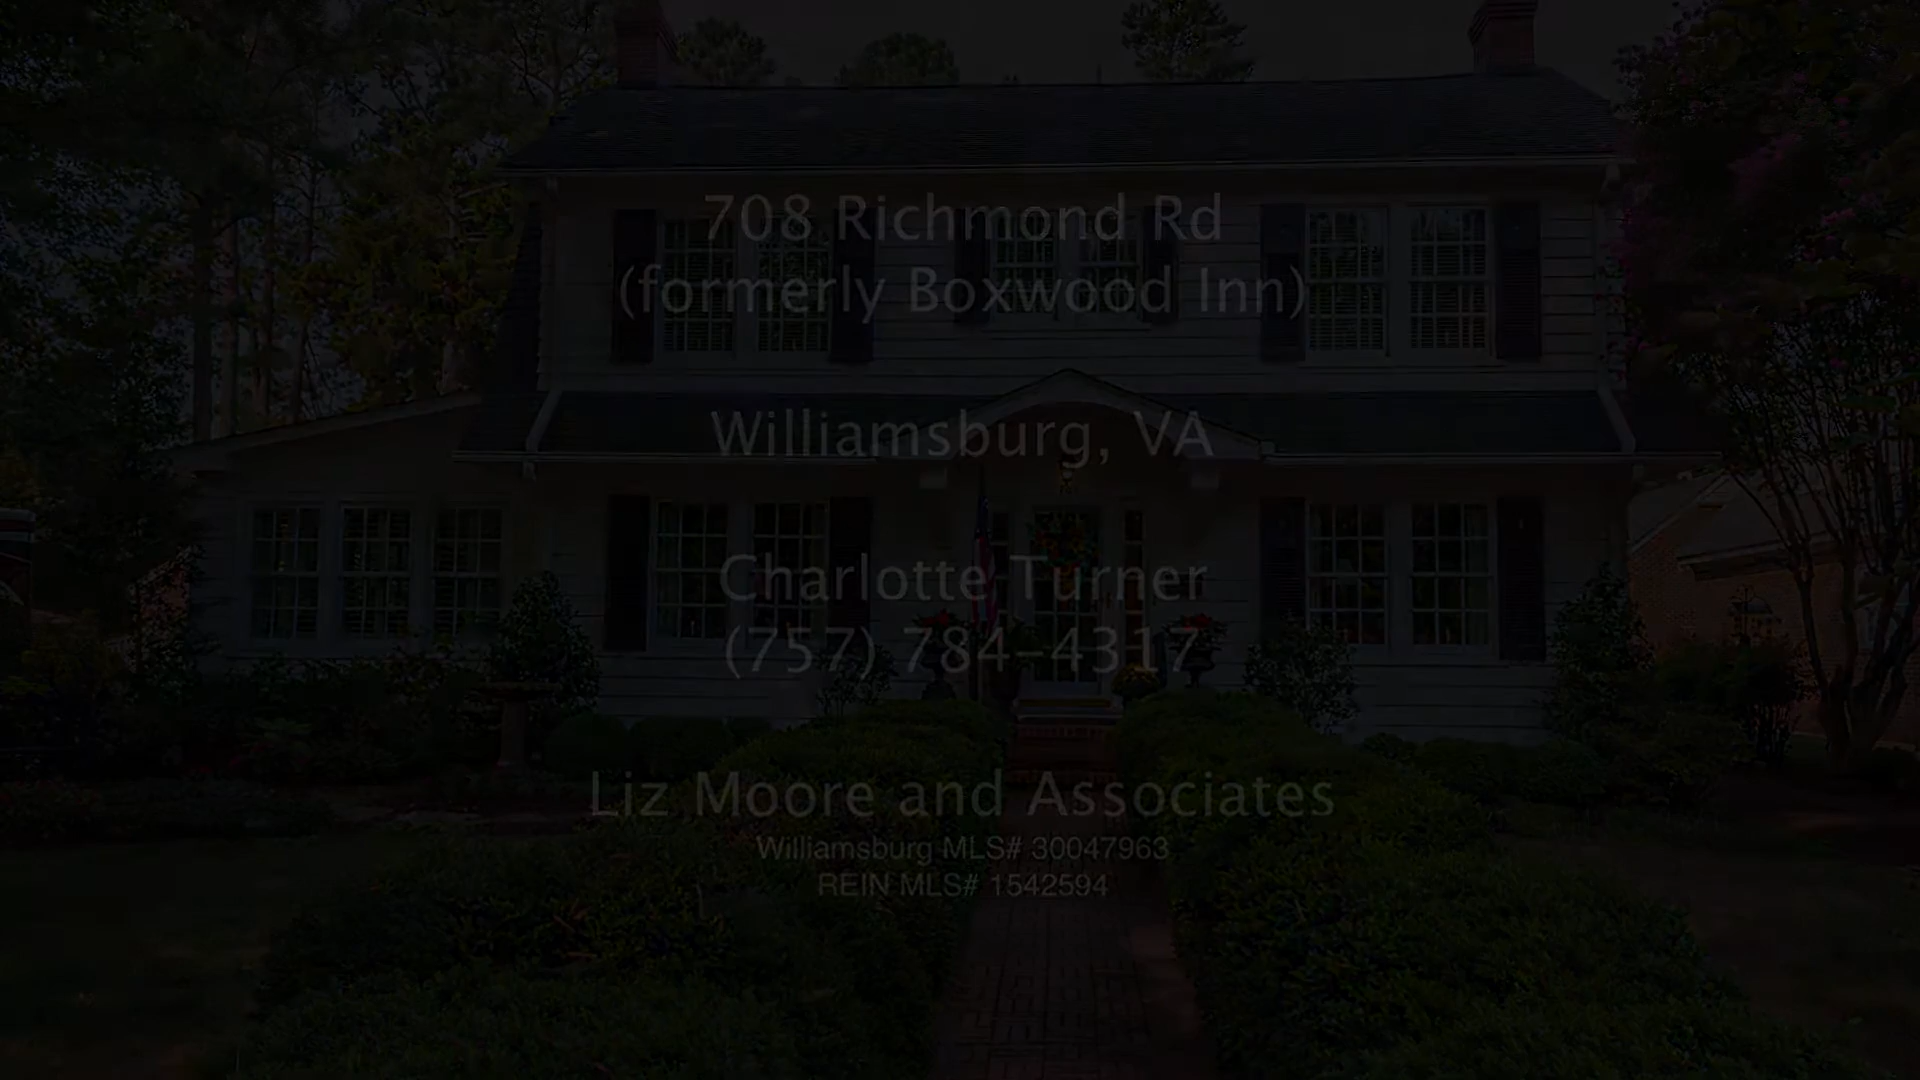 708 Richmond Rd
(formerly Boxwood Inn)
Williamsburg, VA
Charlotte Turner
(757) 784-4317
Liz Moore and Associates
Williamsburg MLS# 30047963
REIN MLS# 1542594